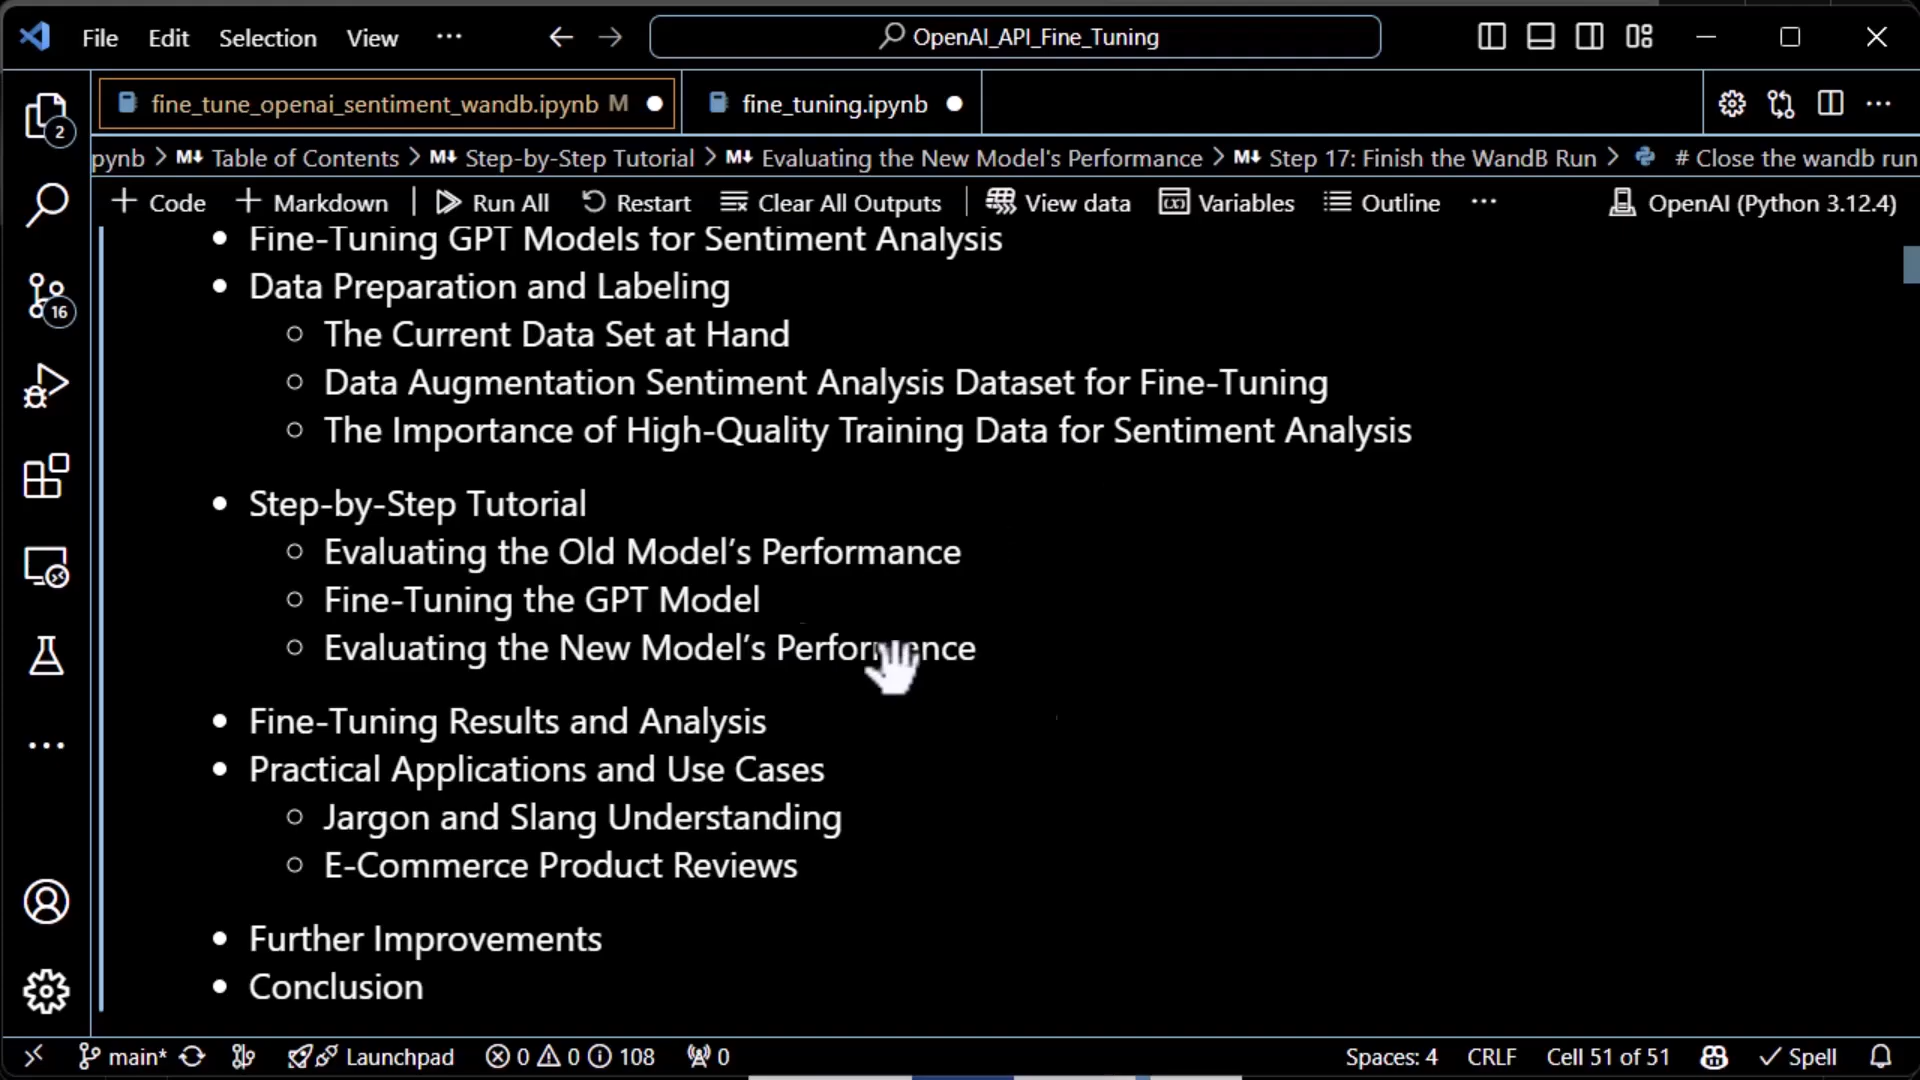 File Edit Selection View ··· OpenAI_API_Fine_Tuning
fine_tune_openai_sentiment_wandb.ipynb M fine_tuning.ipynb
pynb > M↓ Table of Contents > M↓ Step-by-Step Tutorial > M↓ Evaluating the New Model's Performance > M↓ Step 17: Finish the WandB Run > # Close the wandb run
+ Code + Markdown | Run All Restart Clear All Outputs | View data Variables Outline ··· OpenAI (Python 3.12.4)
• Fine-Tuning GPT Models for Sentiment Analysis
• Data Preparation and Labeling
○ The Current Data Set at Hand
○ Data Augmentation Sentiment Analysis Dataset for Fine-Tuning
○ The Importance of High-Quality Training Data for Sentiment Analysis
• Step-by-Step Tutorial
○ Evaluating the Old Model’s Performance
○ Fine-Tuning the GPT Model
○ Evaluating the New Model’s Performance
• Fine-Tuning Results and Analysis
• Practical Applications and Use Cases
○ Jargon and Slang Understanding
○ E-Commerce Product Reviews
• Further Improvements
• Conclusion
2
16
main* Launchpad 0 0 108 0 Spaces: 4 CRLF Cell 51 of 51 Spell